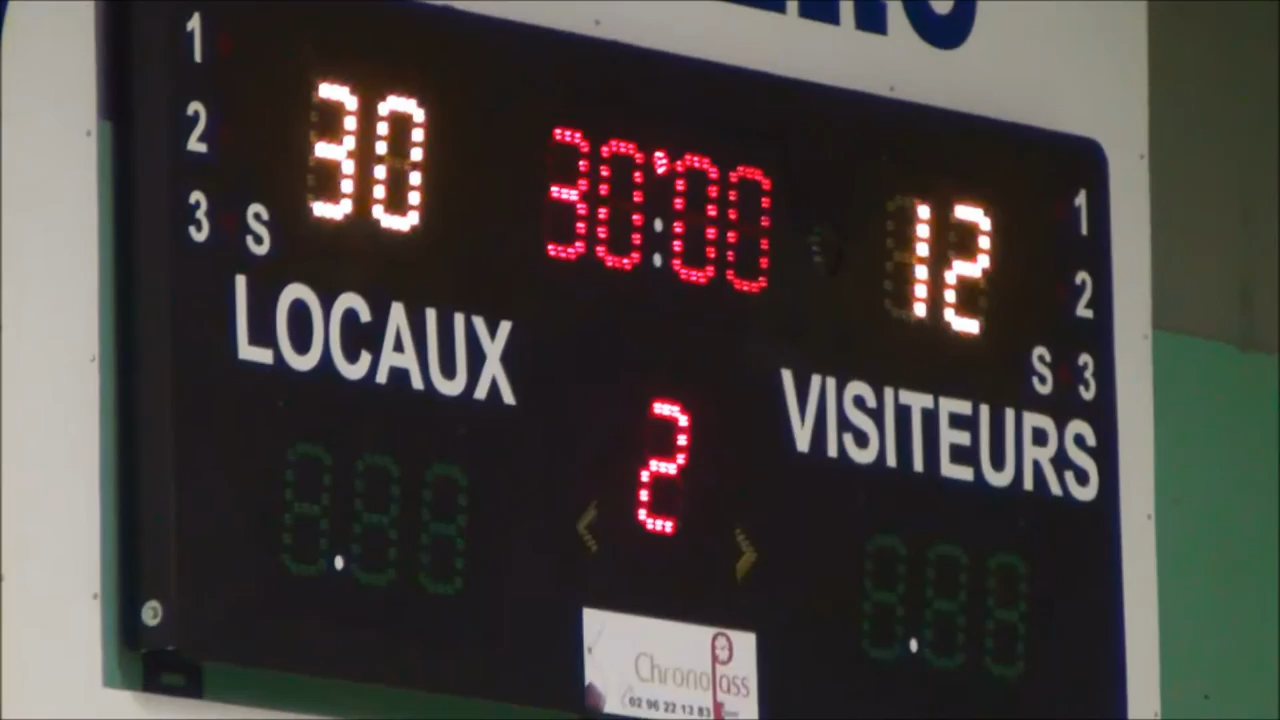 1
2
3 S
30
30:00
12
1
2
S 3
LOCAUX
VISITEURS
2
< >
ChronoPass
02 96 22 13 83